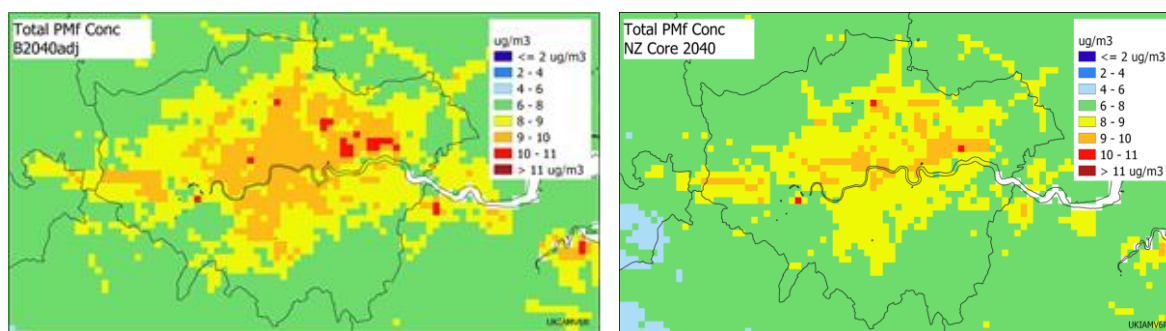 Total PMf Conc
B2040adj
ug/m3
<= 2 ug/m3
2 - 4
4 - 6
6 - 8
8 - 9
9 - 10
10 - 11
> 11 ug/m3
Total PMf Conc
NZ Core 2040
ug/m3
<= 2 ug/m3
2 - 4
4 - 6
6 - 8
8 - 9
9 - 10
10 - 11
> 11 ug/m3